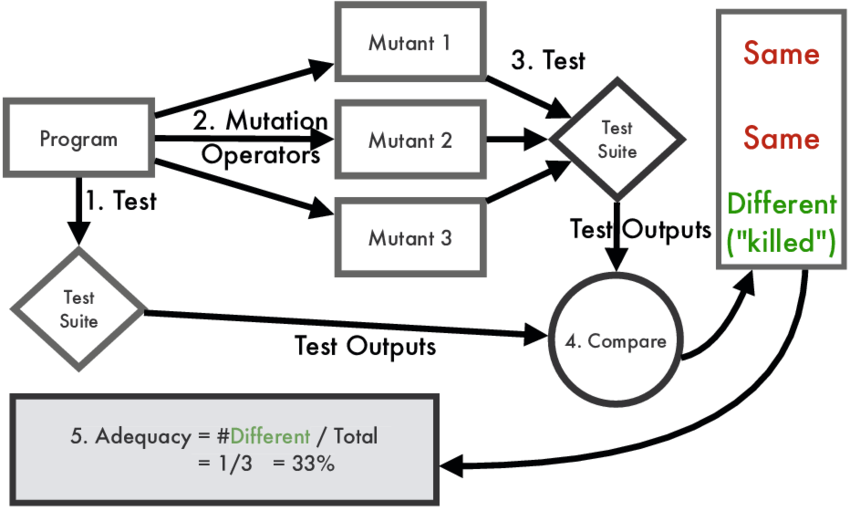 Program
1. Test
Test
Suite
2. Mutation
Operators
Mutant 1
Mutant 2
Mutant 3
3. Test
Test
Suite
Test Outputs
Test Outputs
4. Compare
Same
Same
Different
("killed")
5. Adequacy = #Different / Total
= 1/3 = 33%